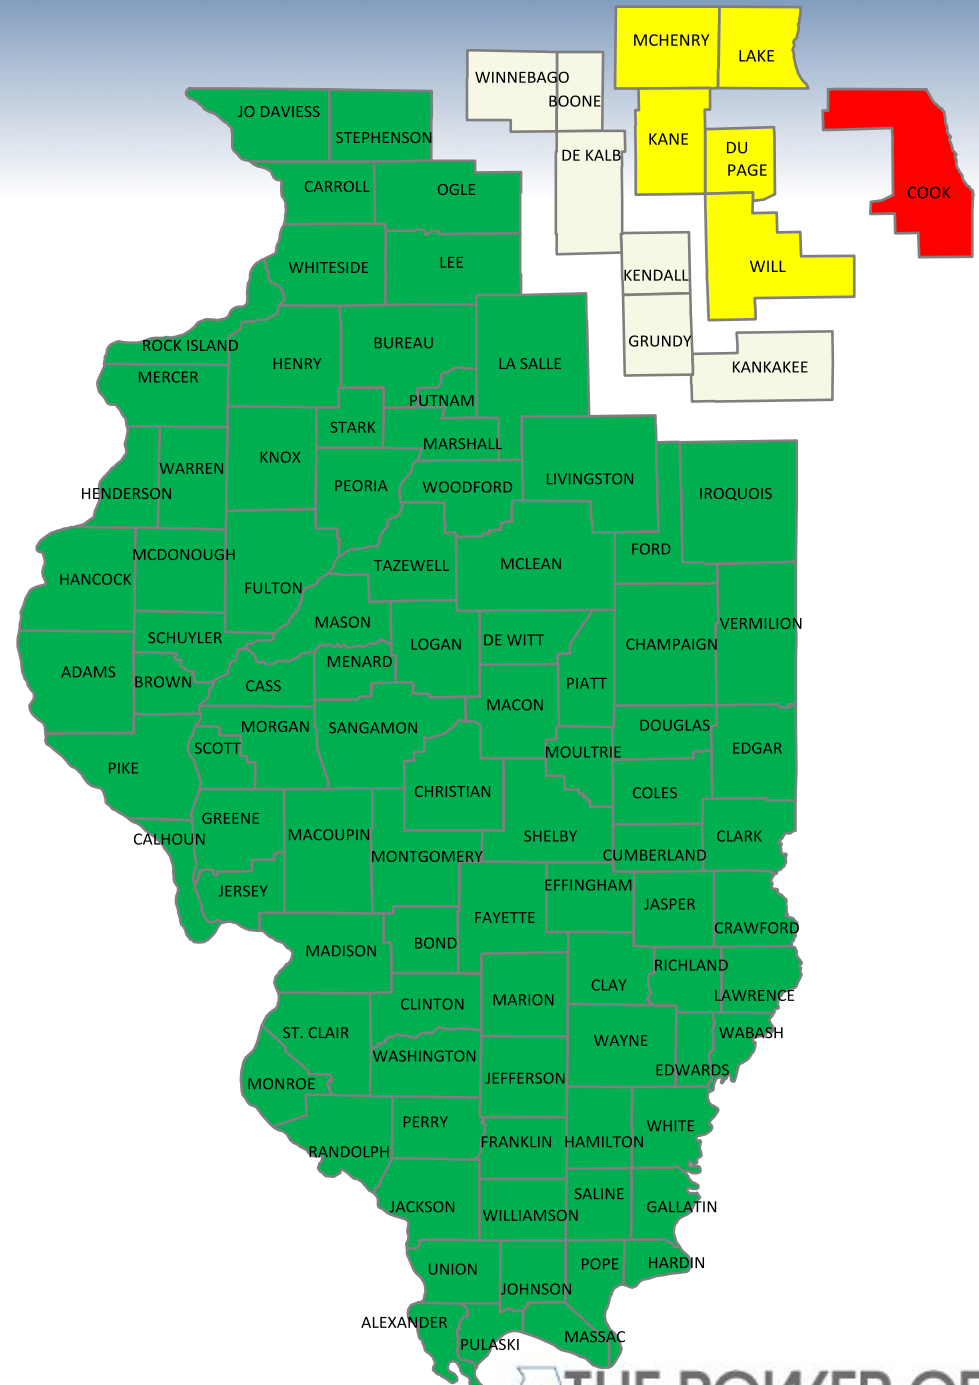 MCHENRY
LAKE
WINNEBAGO
BOONE
JO DAVIESS
STEPHENSON
KANE
DU
PAGE
DE KALB
CARROLL
OGLE
COOK
WHITESIDE
LEE
KENDALL
WILL
ROCK ISLAND
HENRY
BUREAU
LA SALLE
GRUNDY
KANKAKEE
MERCER
PUTNAM
STARK
MARSHALL
KNOX
WARREN
HENDERSON
PEORIA
WOODFORD
LIVINGSTON
IROQUOIS
MCDONOUGH
HANCOCK
FULTON
TAZEWELL
MCLEAN
FORD
MASON
SCHUYLER
LOGAN
DE WITT
CHAMPAIGN
VERMILION
ADAMS
BROWN
CASS
MENARD
PIATT
MACON
MORGAN
SANGAMON
DOUGLAS
SCOTT
MOULTRIE
EDGAR
PIKE
CHRISTIAN
COLES
GREENE
CALHOUN
MACOUPIN
MONTGOMERY
SHELBY
CUMBERLAND
CLARK
JERSEY
EFFINGHAM
FAYETTE
JASPER
CRAWFORD
MADISON
BOND
RICHLAND
CLAY
LAWRENCE
CLINTON
MARION
ST. CLAIR
WAYNE
WABASH
WASHINGTON
EDWARDS
MONROE
JEFFERSON
PERRY
WHITE
RANDOLPH
FRANKLIN
HAMILTON
JACKSON
WILLIAMSON
SALINE
GALLATIN
UNION
JOHNSON
POPE
HARDIN
ALEXANDER
PULASKI
MASSAC
THE POWER OF